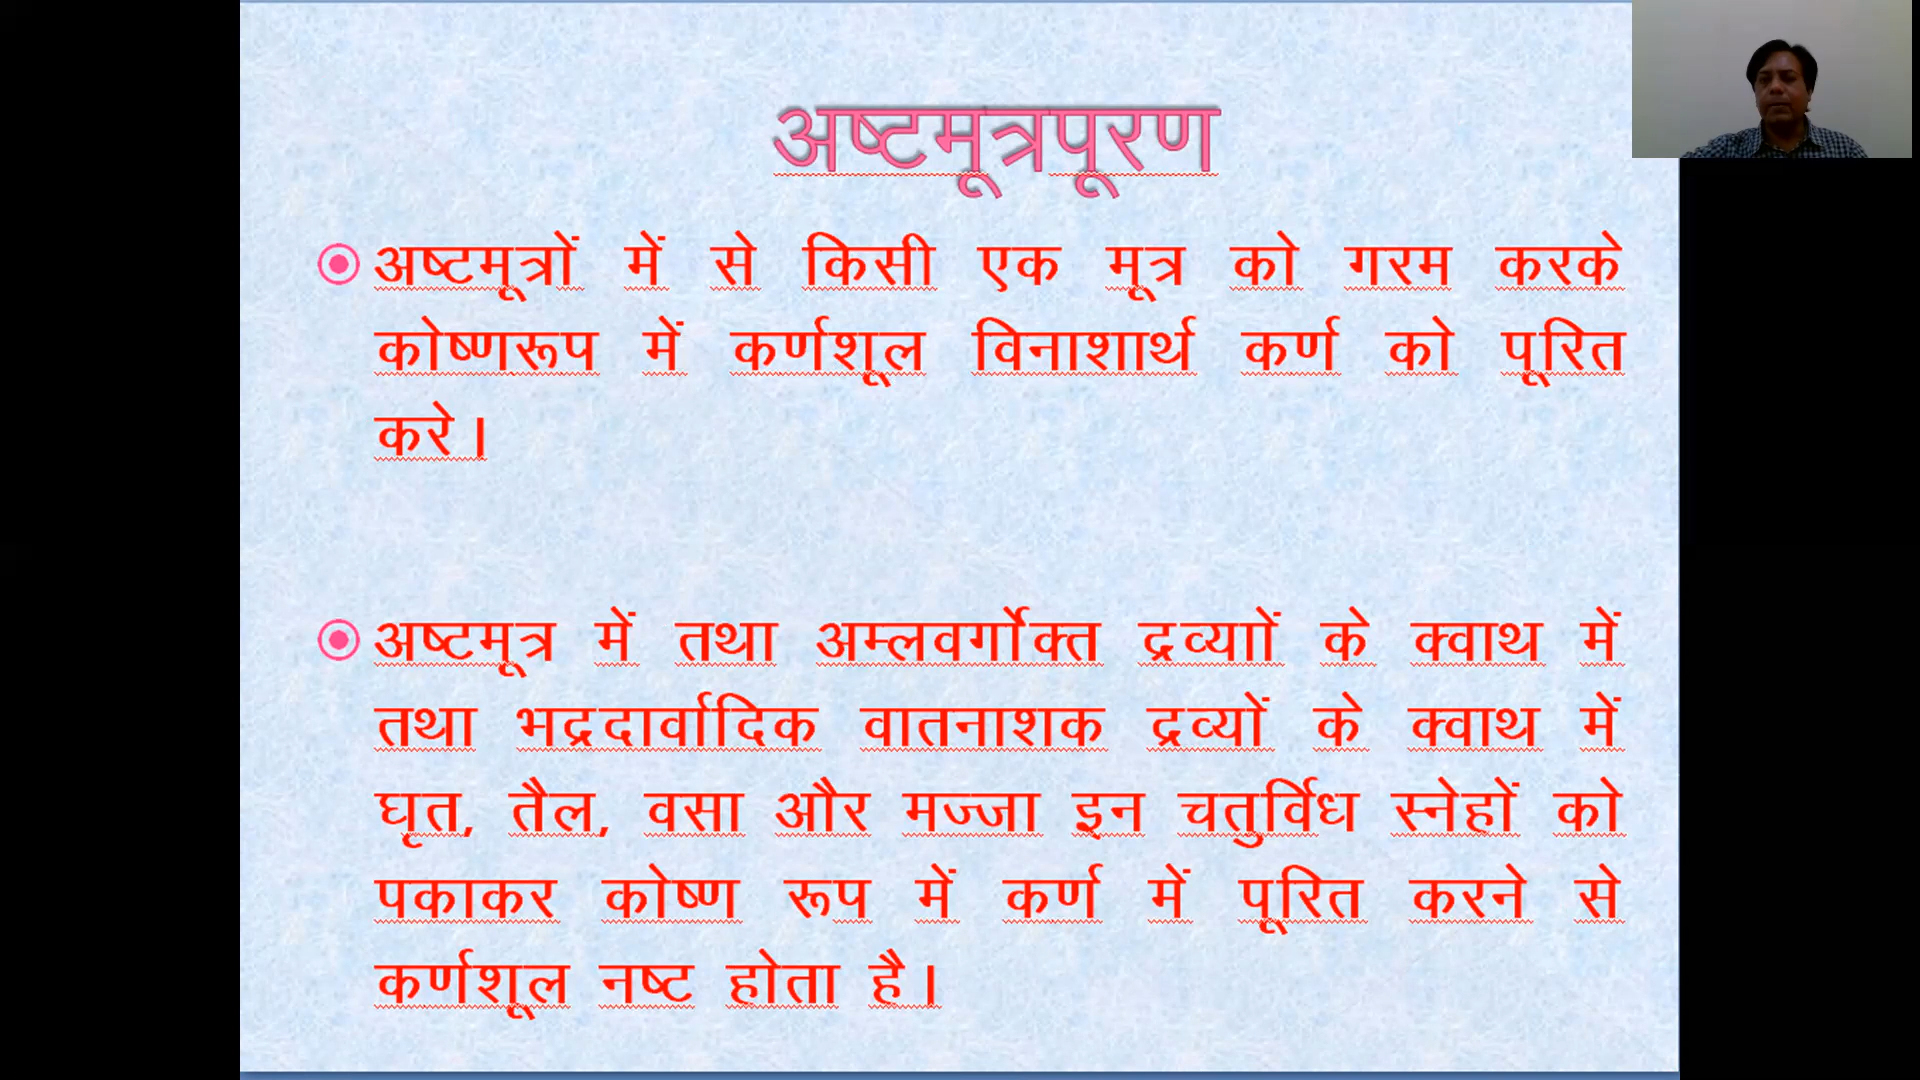 अष्टमूत्रपूरण
अष्टमूत्रों में से किसी एक मूत्र को गरम करके
कोष्णरूप में कर्णशूल विनाशार्थ कर्ण को पूरित
करे।
अष्टमूत्र में तथा अम्लवर्गोक्त द्रव्याों के क्वाथ में
तथा भद्रदार्वादिक वातनाशक द्रव्यों के क्वाथ में
घृत, तैल, वसा और मज्जा इन चतुर्विध स्नेहों को
पकाकर कोष्ण रूप में कर्ण में पूरित करने से
कर्णशूल नष्ट होता है।